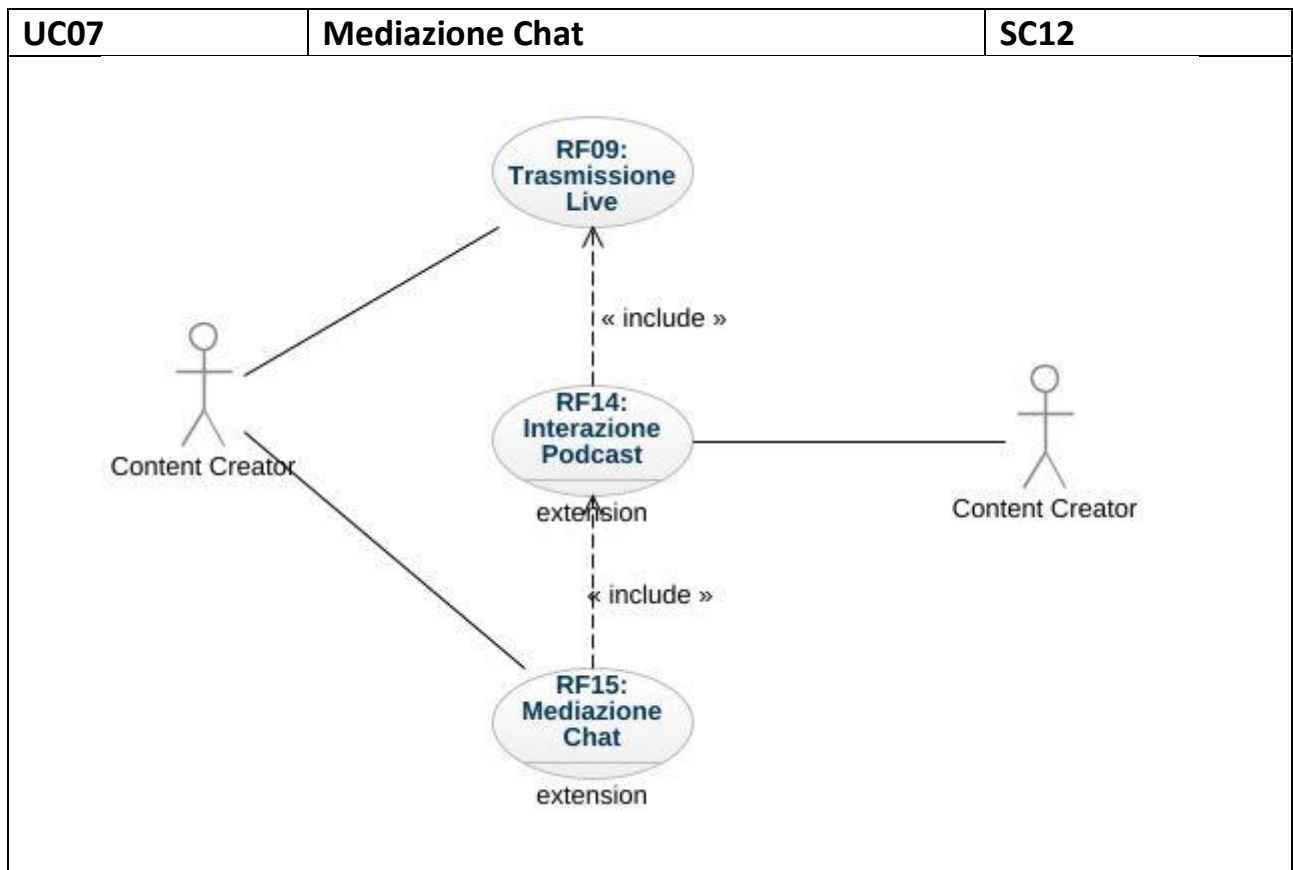 UC07
Mediazione Chat
SC12
RF09:
Trasmissione
Live
« include »
RF14:
Interazione
Podcast
extension
Content Creator
Content Creator
« include »
RF15:
Mediazione
Chat
extension